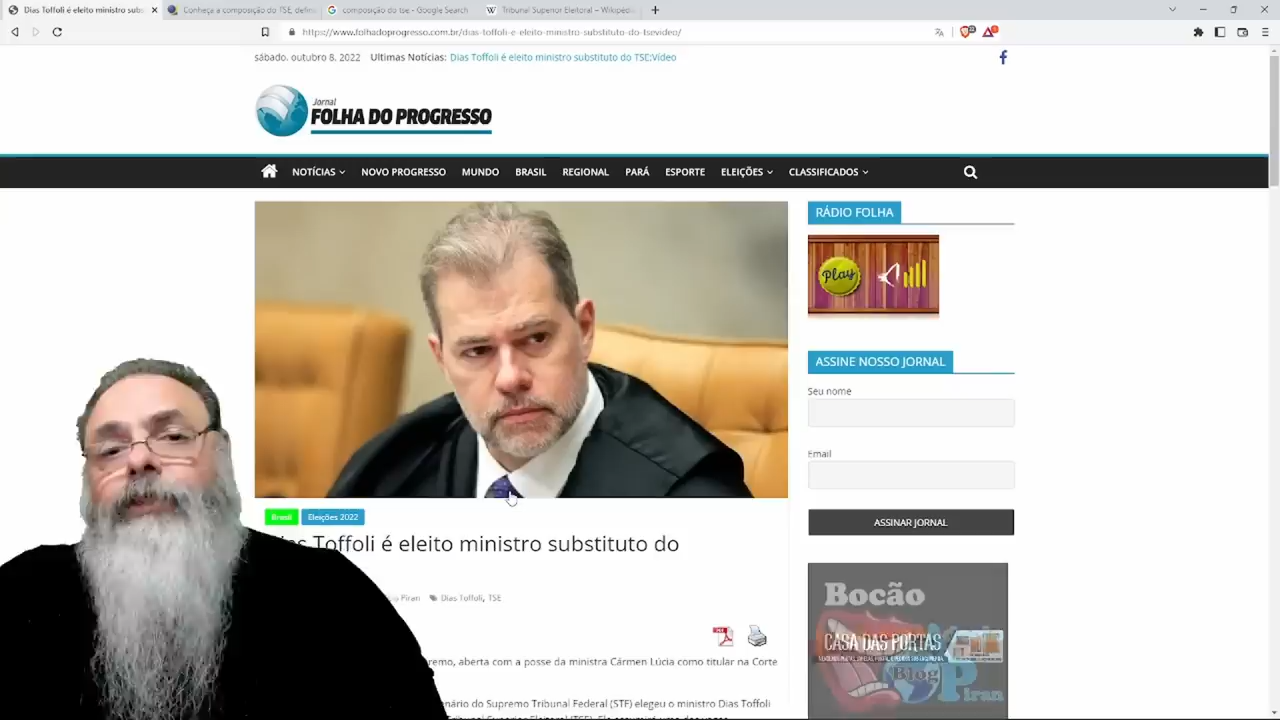 Dias Toffoli é eleito ministro subs
Conheça a composição do TSE, defini
composição do tse - Google Search
Tribunal Superior Eleitoral – Wikipéd
https://www.folhadoprogresso.com.br/dias-toffoli-e-eleito-ministro-substituto-do-tsevideo/
sábado, outubro 8, 2022 Ultimas Notícias: Dias Toffoli é eleito ministro substituto do TSE;Vídeo
Jornal
FOLHA DO PROGRESSO
NOTÍCIAS NOVO PROGRESSO MUNDO BRASIL REGIONAL PARÁ ESPORTE ELEIÇÕES CLASSIFICADOS
RÁDIO FOLHA
Play
ASSINE NOSSO JORNAL
Seu nome
Email
ASSINAR JORNAL
Brasil Eleições 2022
Toffoli é eleito ministro substituto do
Piran Dias Toffoli, TSE
PDF
remo, aberta com a posse da ministra Cármen Lúcia como titular na Corte
enário do Supremo Tribunal Federal (STF) elegeu o ministro Dias Toffoli
Bocão
CASA DAS PORTAS
Blog
Piran